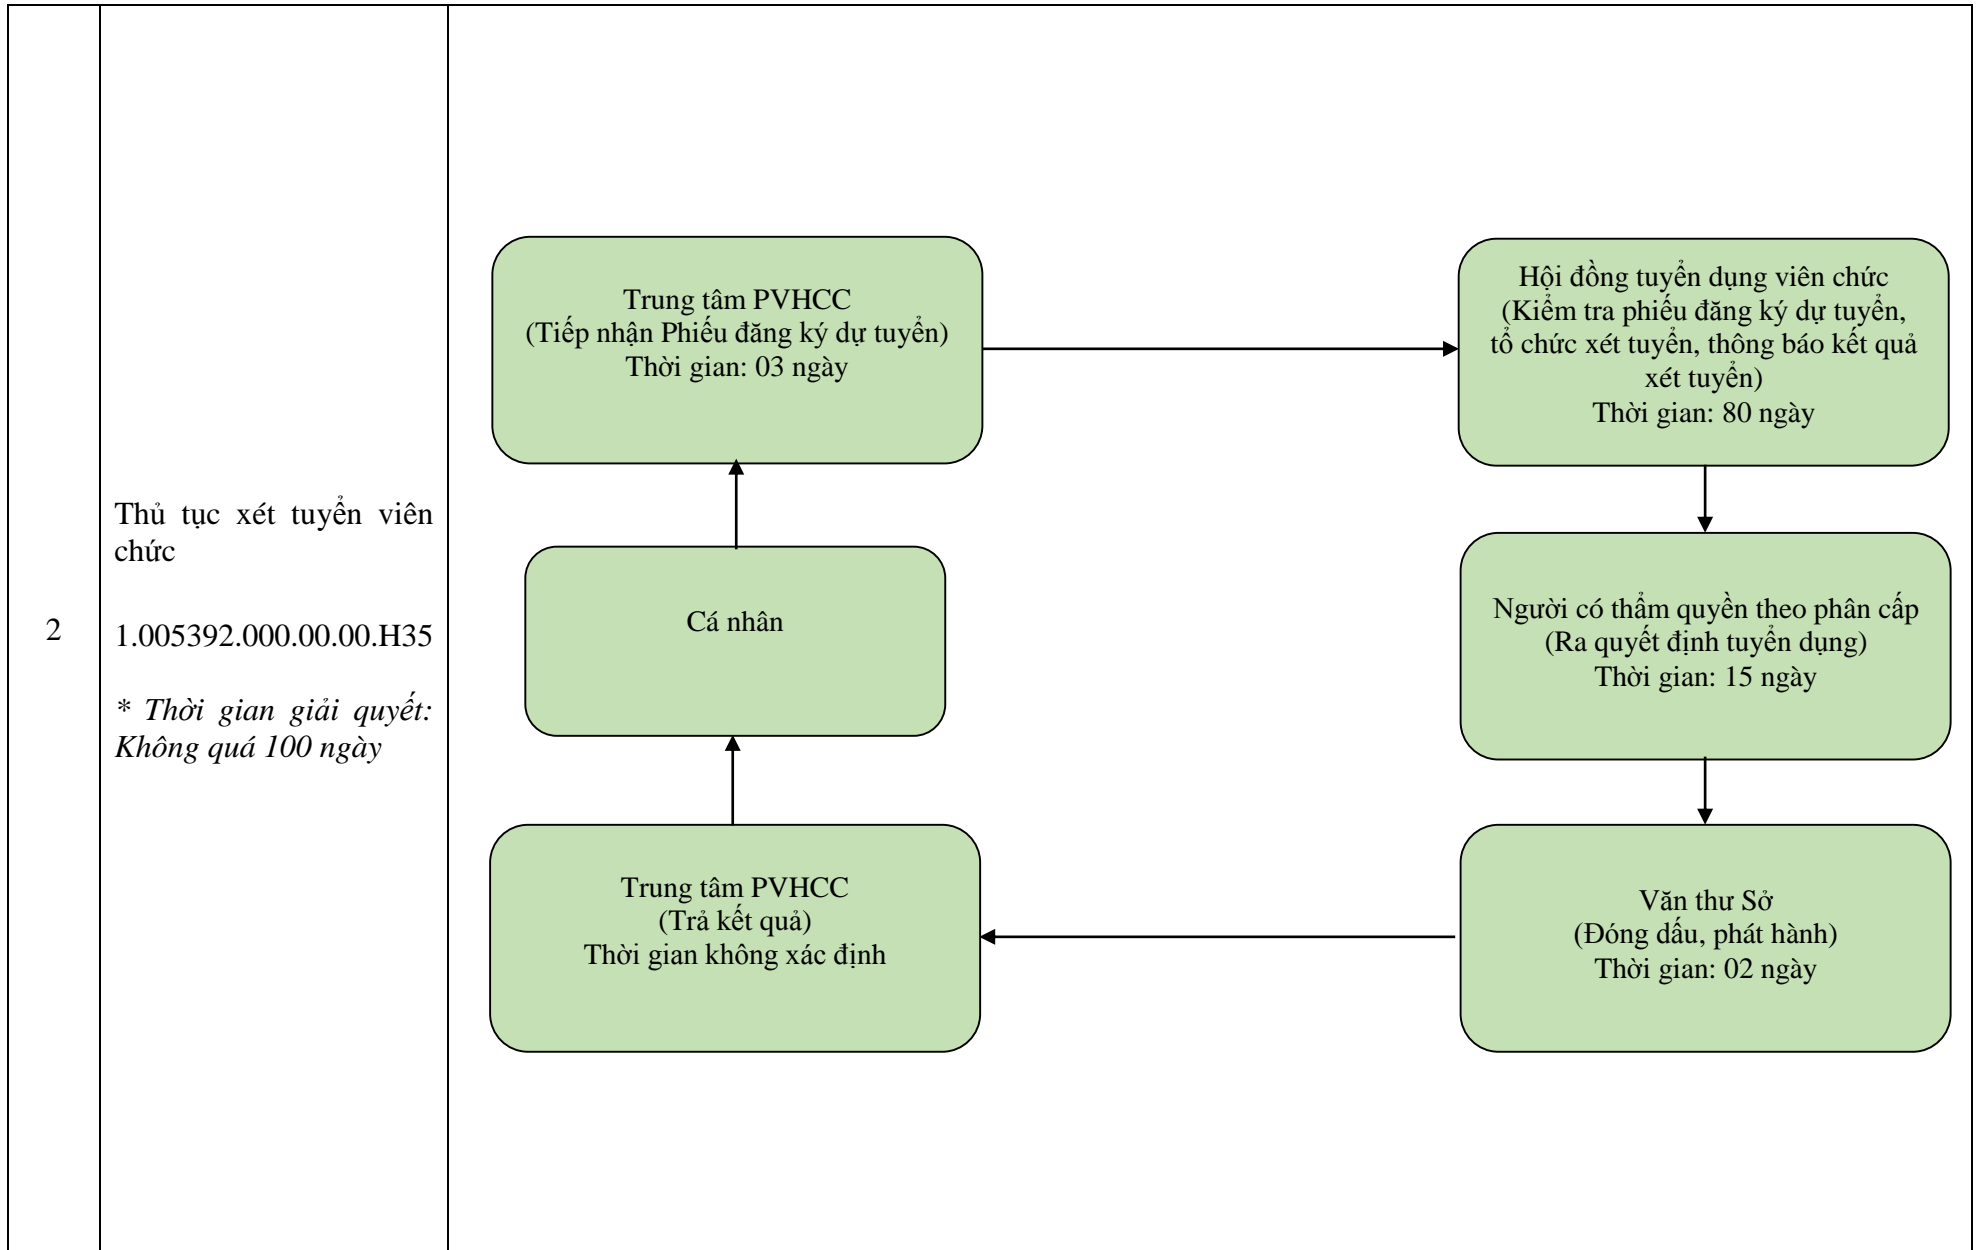 2
Thủ tục xét tuyển viên
chức
1.005392.000.00.00.H35
* Thời gian giải quyết:
Không quá 100 ngày
Trung tâm PVHCC
(Tiếp nhận Phiếu đăng ký dự tuyển)
Thời gian: 03 ngày
Hội đồng tuyển dụng viên chức
(Kiểm tra phiếu đăng ký dự tuyển,
tổ chức xét tuyển, thông báo kết quả
xét tuyển)
Thời gian: 80 ngày
Cá nhân
Người có thẩm quyền theo phân cấp
(Ra quyết định tuyển dụng)
Thời gian: 15 ngày
Trung tâm PVHCC
(Trả kết quả)
Thời gian không xác định
Văn thư Sở
(Đóng dấu, phát hành)
Thời gian: 02 ngày